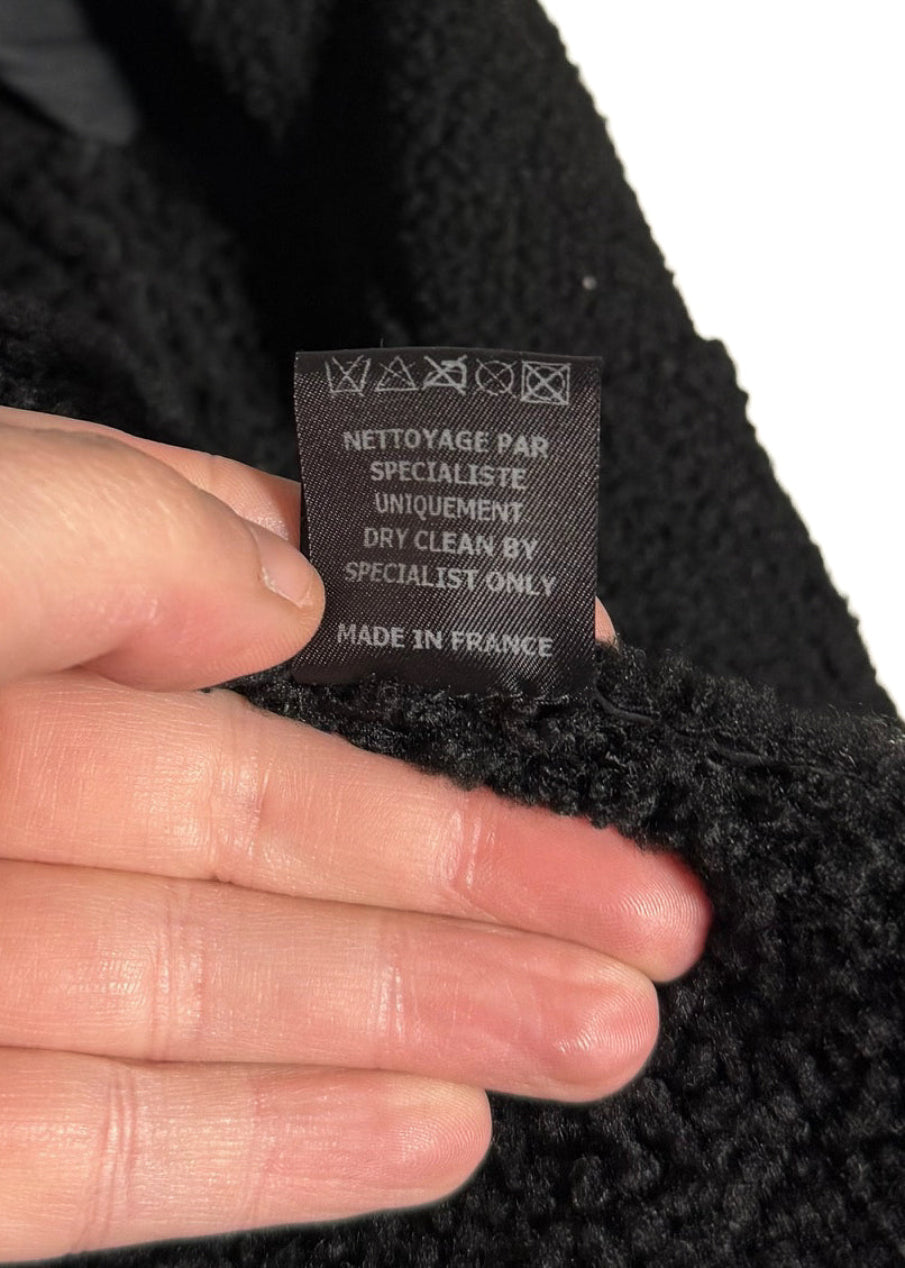 NETTOYAGE PAR
SPECIALISTE
UNIQUEMENT
DRY CLEAN BY
SPECIALIST ONLY
MADE IN FRANCE